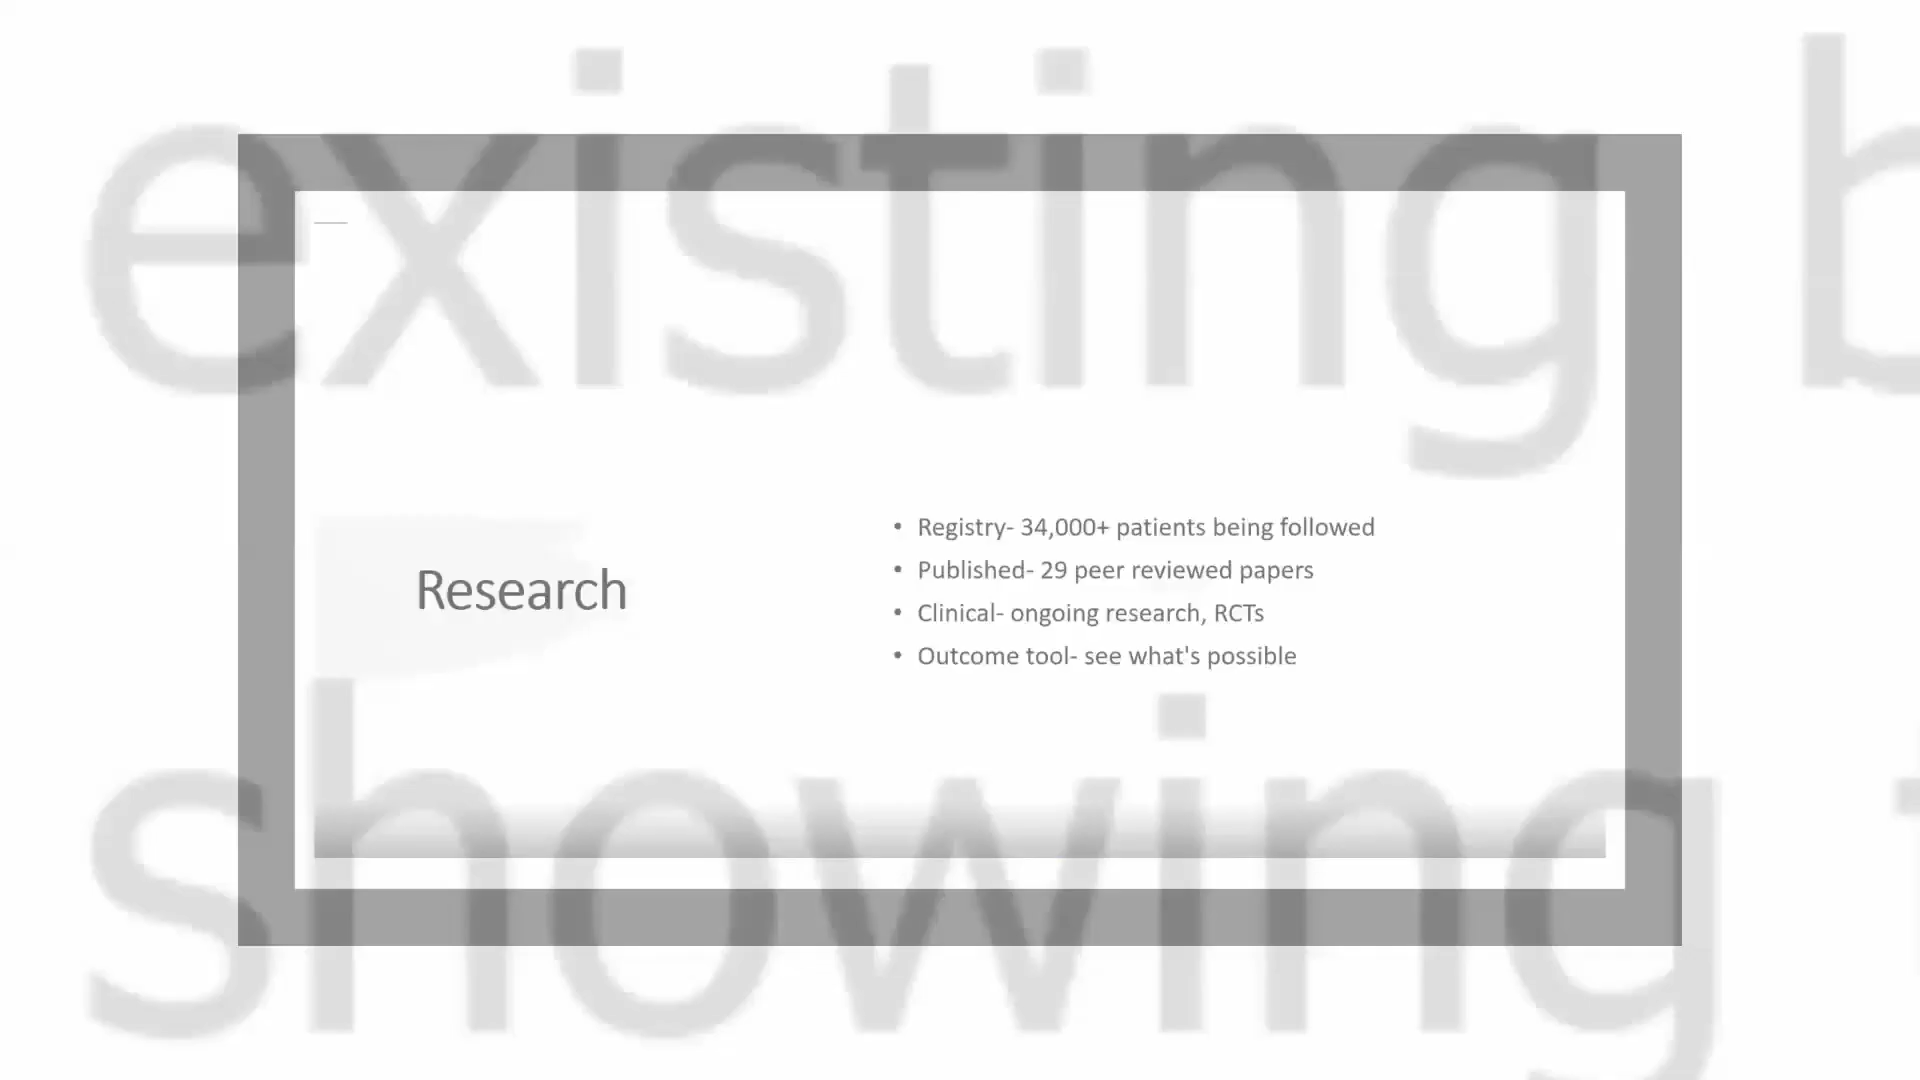 existing
Research
• Registry- 34,000+ patients being followed
• Published- 29 peer reviewed papers
• Clinical- ongoing research, RCTs
• Outcome tool- see what's possible
showing